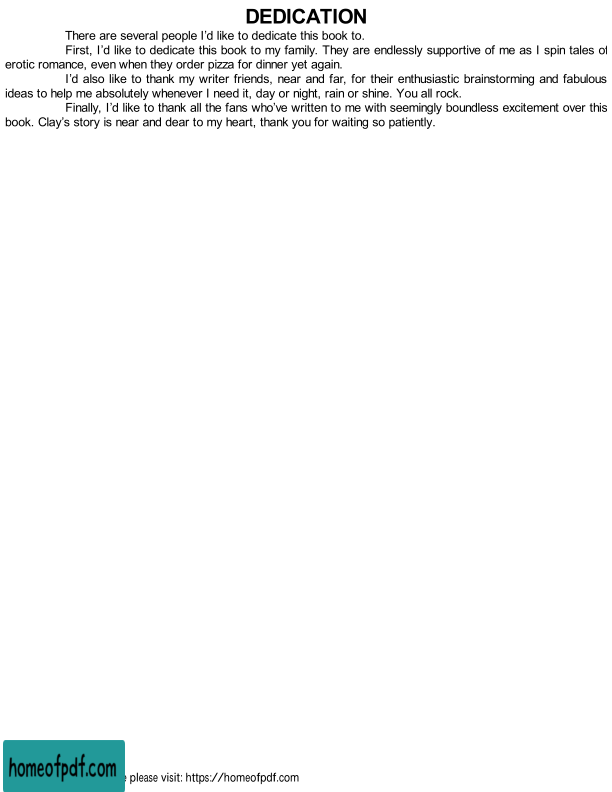 DEDICATION
There are several people I'd like to dedicate this book to.
First, I'd like to dedicate this book to my family. They are endlessly supportive of me as I spin tales of
erotic romance, even when they order pizza for dinner yet again.
I'd also like to thank my writer friends, near and far, for their enthusiastic brainstorming and fabulous
ideas to help me absolutely whenever I need it, day or night, rain or shine. You all rock.
Finally, I'd like to thank all the fans who've written to me with seemingly boundless excitement over this
book. Clay's story is near and dear to my heart, thank you for waiting so patiently.
homeofpdf.com please visit: https://homeofpdf.com